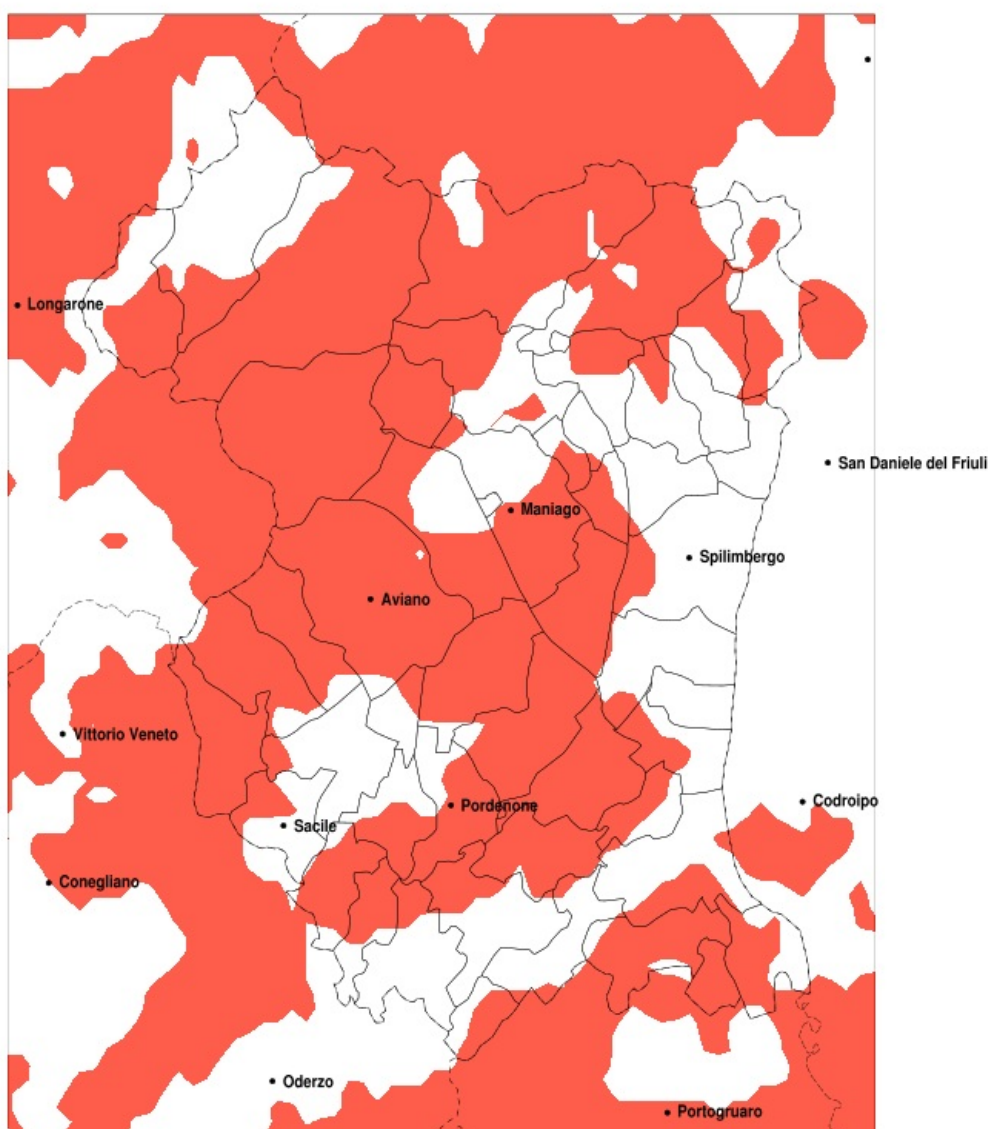 Longarone
San Daniele del Friuli
Maniago
Spilimbergo
Aviano
Vittorio Veneto
Pordenone
Codroipo
Sacile
Conegliano
Oderzo
Portogruaro